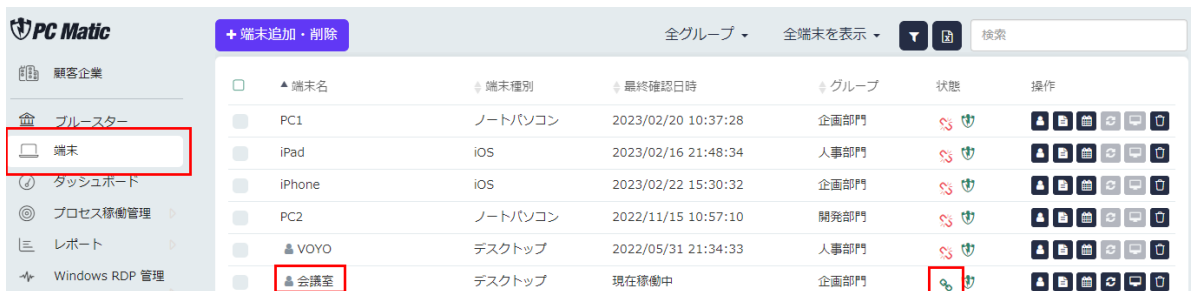 PC Matic
+ 端末追加・削除 全グループ 全端末を表示 検索
顧客企業
端末名 端末種別 最終確認日時 グループ 状態 操作
ブルースター
PC1 ノートパソコン 2023/02/20 10:37:28 企画部門
端末
iPad iOS 2023/02/16 21:48:34 人事部門
ダッシュボード
iPhone iOS 2023/02/22 15:30:32 企画部門
プロセス稼働管理
PC2 ノートパソコン 2022/11/15 10:57:10 開発部門
レポート
VOYO デスクトップ 2022/05/31 21:34:33 人事部門
Windows RDP 管理
会議室 デスクトップ 現在稼働中 企画部門